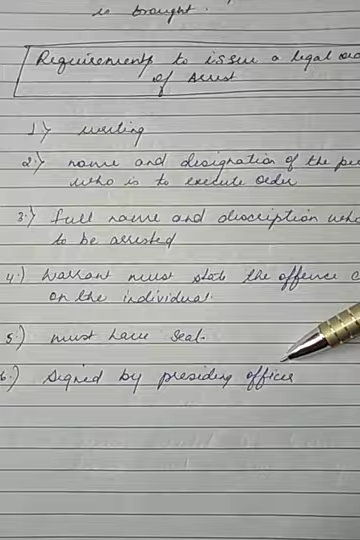 is brought.
Requirements to issue a legal
of arrest
1) writing
2) name and designation of the
who is to execute order
3) full name and discription who
to be arrested
4) warrant must state the offence
on the individual.
5) must have seal.
6) signed by presiding officer